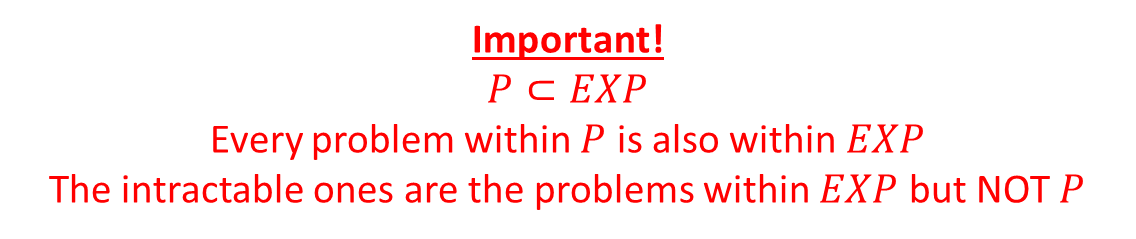 Important!
P ⊂ EXP
Every problem within P is also within EXP
The intractable ones are the problems within EXP but NOT P